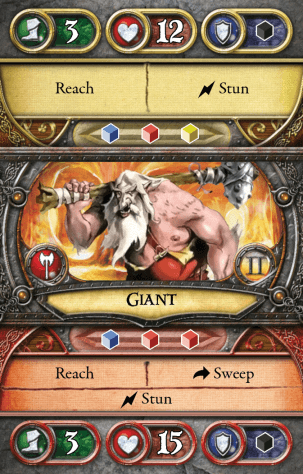 3 12
Reach Stun
II
GIANT
Reach Sweep
Stun
3 15